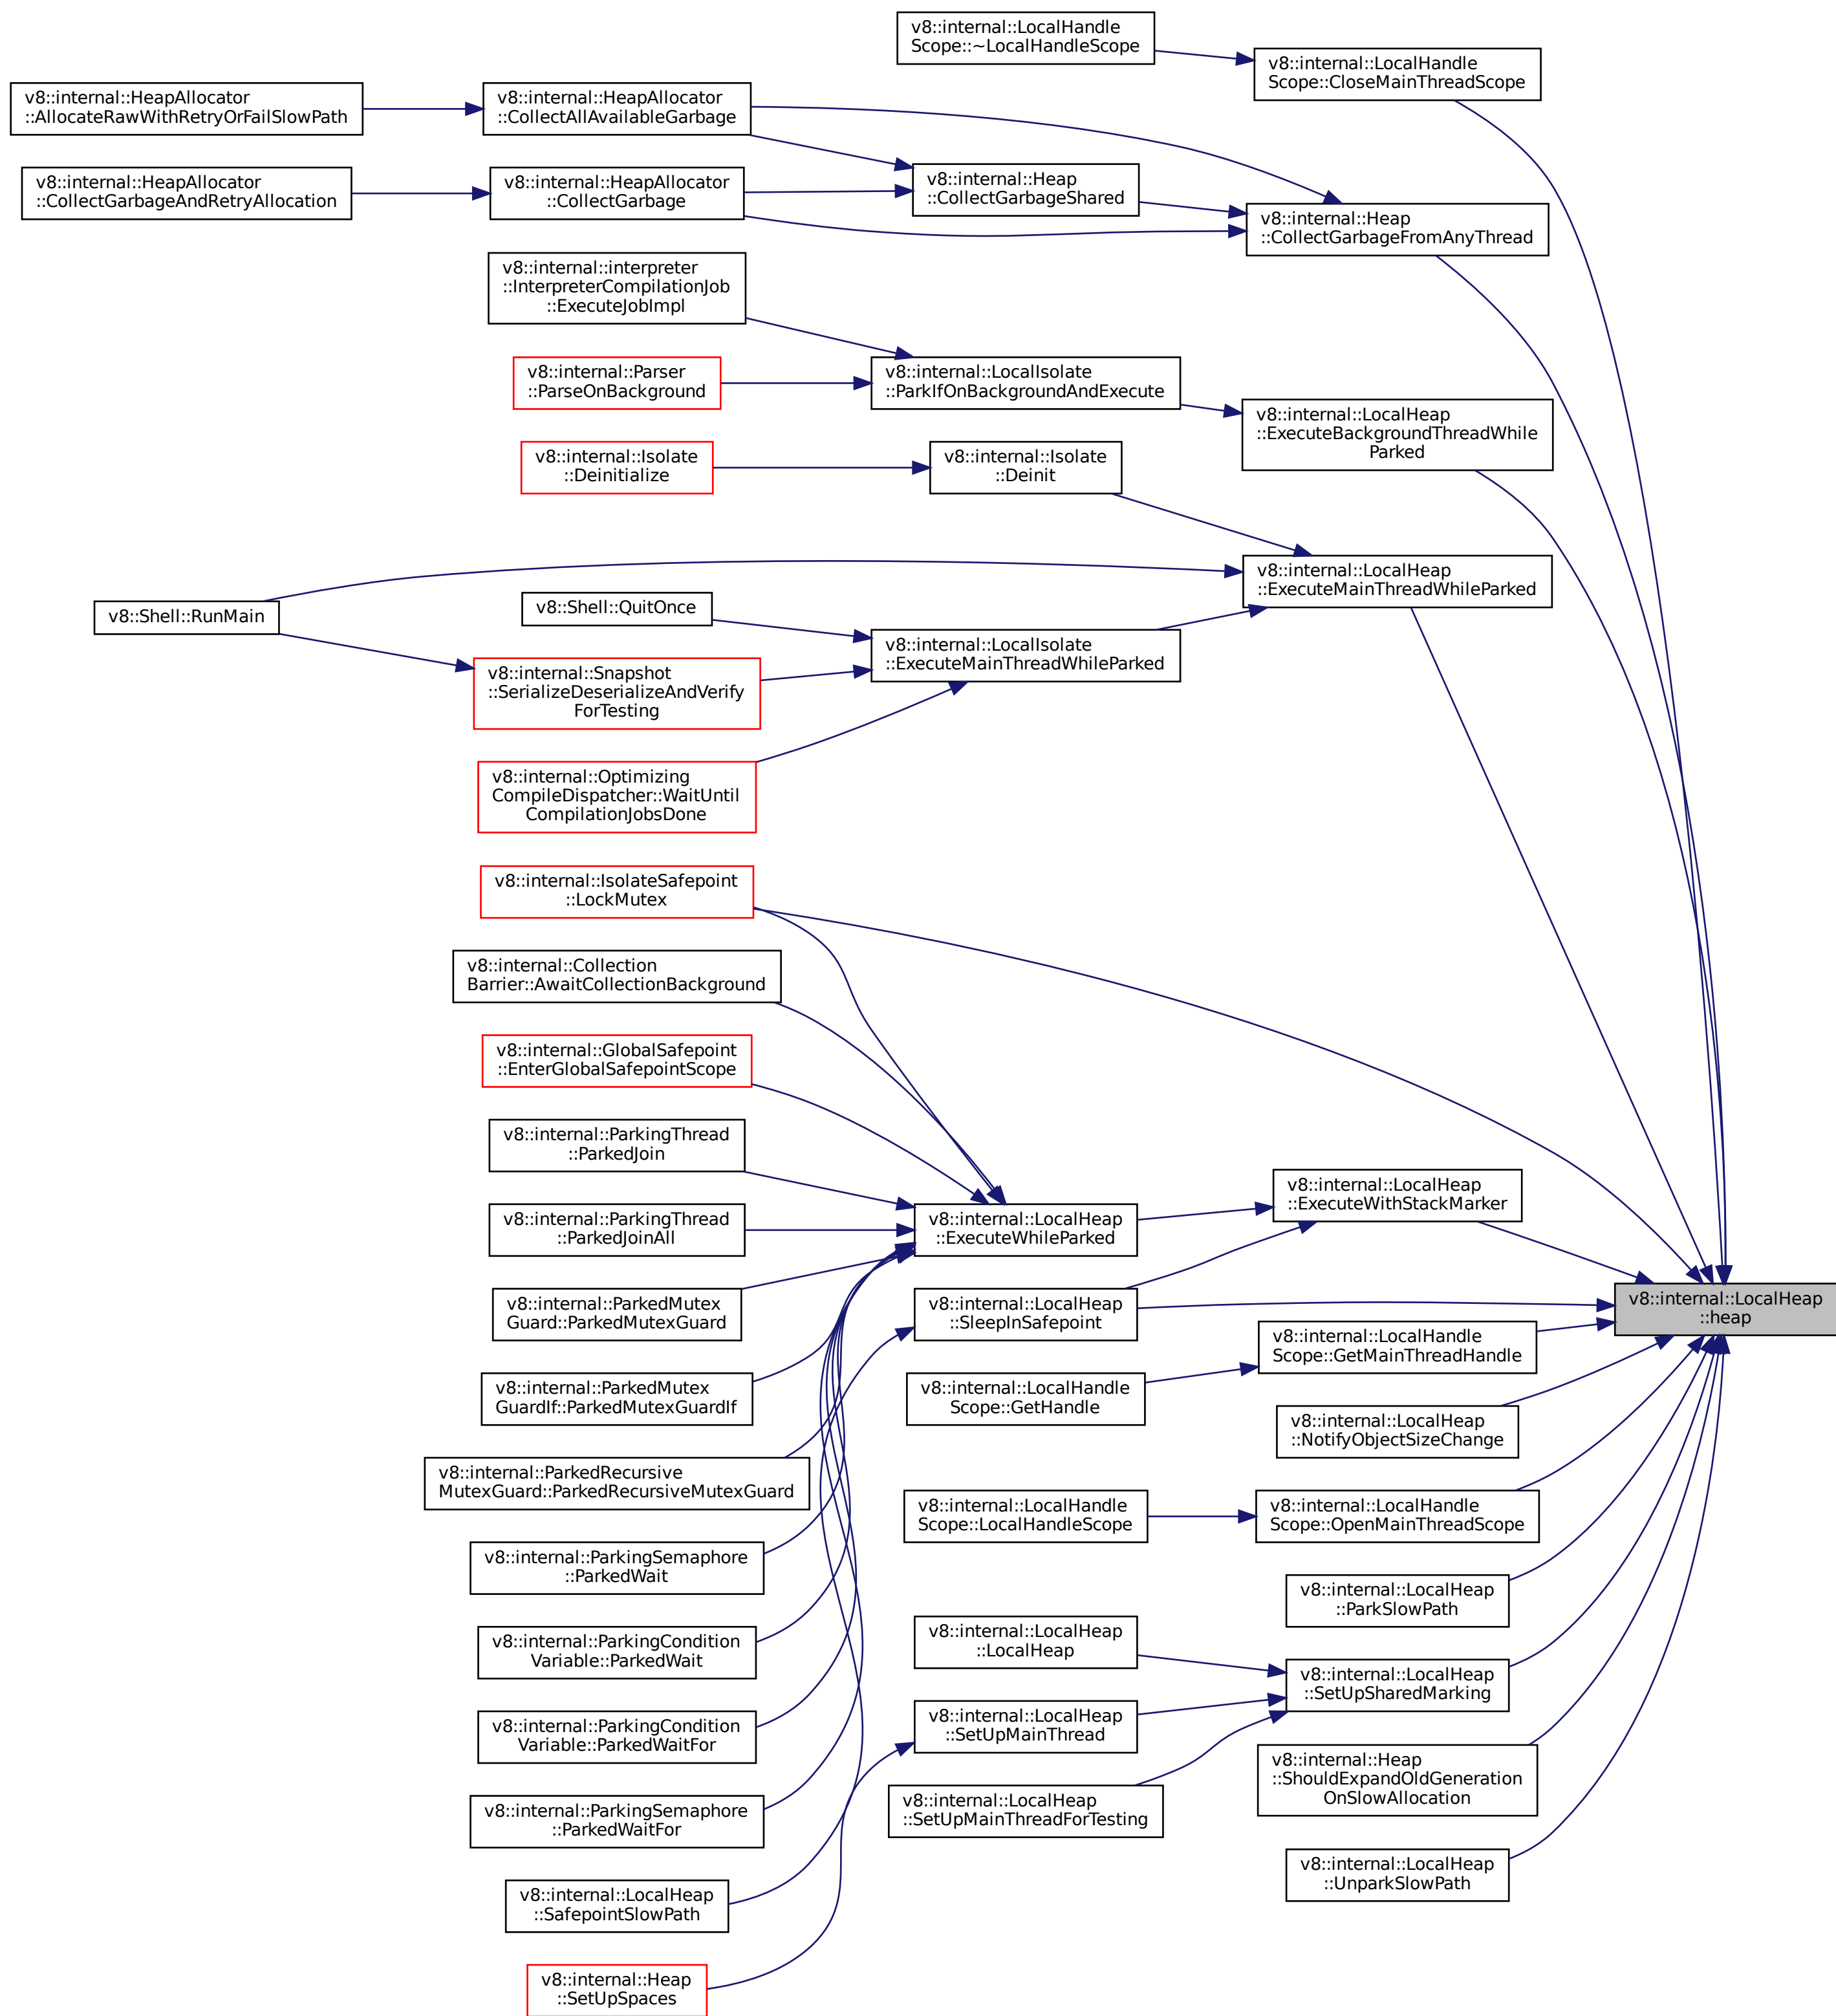 v8::internal::LocalHandle
Scope::~LocalHandleScope
v8::internal::LocalHandle
Scope::CloseMainThreadScope
v8::internal::HeapAllocator
::AllocateRawWithRetryOrFailSlowPath
v8::internal::HeapAllocator
::CollectAllAvailableGarbage
v8::internal::HeapAllocator
::CollectGarbageAndRetryAllocation
v8::internal::HeapAllocator
::CollectGarbage
v8::internal::Heap
::CollectGarbageShared
v8::internal::Heap
::CollectGarbageFromAnyThread
v8::internal::interpreter
::InterpreterCompilationJob
::ExecuteJobImpl
v8::internal::Parser
::ParseOnBackground
v8::internal::LocalIsolate
::ParkIfOnBackgroundAndExecute
v8::internal::LocalHeap
::ExecuteBackgroundThreadWhile
Parked
v8::internal::Isolate
::Deinitialize
v8::internal::Isolate
::Deinit
v8::internal::LocalHeap
::ExecuteMainThreadWhileParked
v8::Shell::RunMain
v8::Shell::QuitOnce
v8::internal::LocalIsolate
::ExecuteMainThreadWhileParked
v8::internal::Snapshot
::SerializeDeserializeAndVerify
ForTesting
v8::internal::Optimizing
CompileDispatcher::WaitUntil
CompilationJobsDone
v8::internal::IsolateSafepoint
::LockMutex
v8::internal::Collection
Barrier::AwaitCollectionBackground
v8::internal::GlobalSafepoint
::EnterGlobalSafepointScope
v8::internal::ParkingThread
::ParkedJoin
v8::internal::LocalHeap
::ExecuteWithStackMarker
v8::internal::ParkingThread
::ParkedJoinAll
v8::internal::LocalHeap
::ExecuteWhileParked
v8::internal::ParkedMutex
Guard::ParkedMutexGuard
v8::internal::LocalHeap
::SleepInSafepoint
v8::internal::LocalHeap
::heap
v8::internal::LocalHandle
Scope::GetMainThreadHandle
v8::internal::ParkedMutex
GuardIf::ParkedMutexGuardIf
v8::internal::LocalHandle
Scope::GetHandle
v8::internal::LocalHeap
::NotifyObjectSizeChange
v8::internal::ParkedRecursive
MutexGuard::ParkedRecursiveMutexGuard
v8::internal::LocalHandle
Scope::LocalHandleScope
v8::internal::LocalHandle
Scope::OpenMainThreadScope
v8::internal::ParkingSemaphore
::ParkedWait
v8::internal::LocalHeap
::ParkSlowPath
v8::internal::ParkingCondition
Variable::ParkedWait
v8::internal::LocalHeap
::LocalHeap
v8::internal::LocalHeap
::SetUpSharedMarking
v8::internal::ParkingCondition
Variable::ParkedWaitFor
v8::internal::LocalHeap
::SetUpMainThread
v8::internal::Heap
::ShouldExpandOldGeneration
OnSlowAllocation
v8::internal::ParkingSemaphore
::ParkedWaitFor
v8::internal::LocalHeap
::SetUpMainThreadForTesting
v8::internal::LocalHeap
::UnparkSlowPath
v8::internal::LocalHeap
::SafepointSlowPath
v8::internal::Heap
::SetUpSpaces